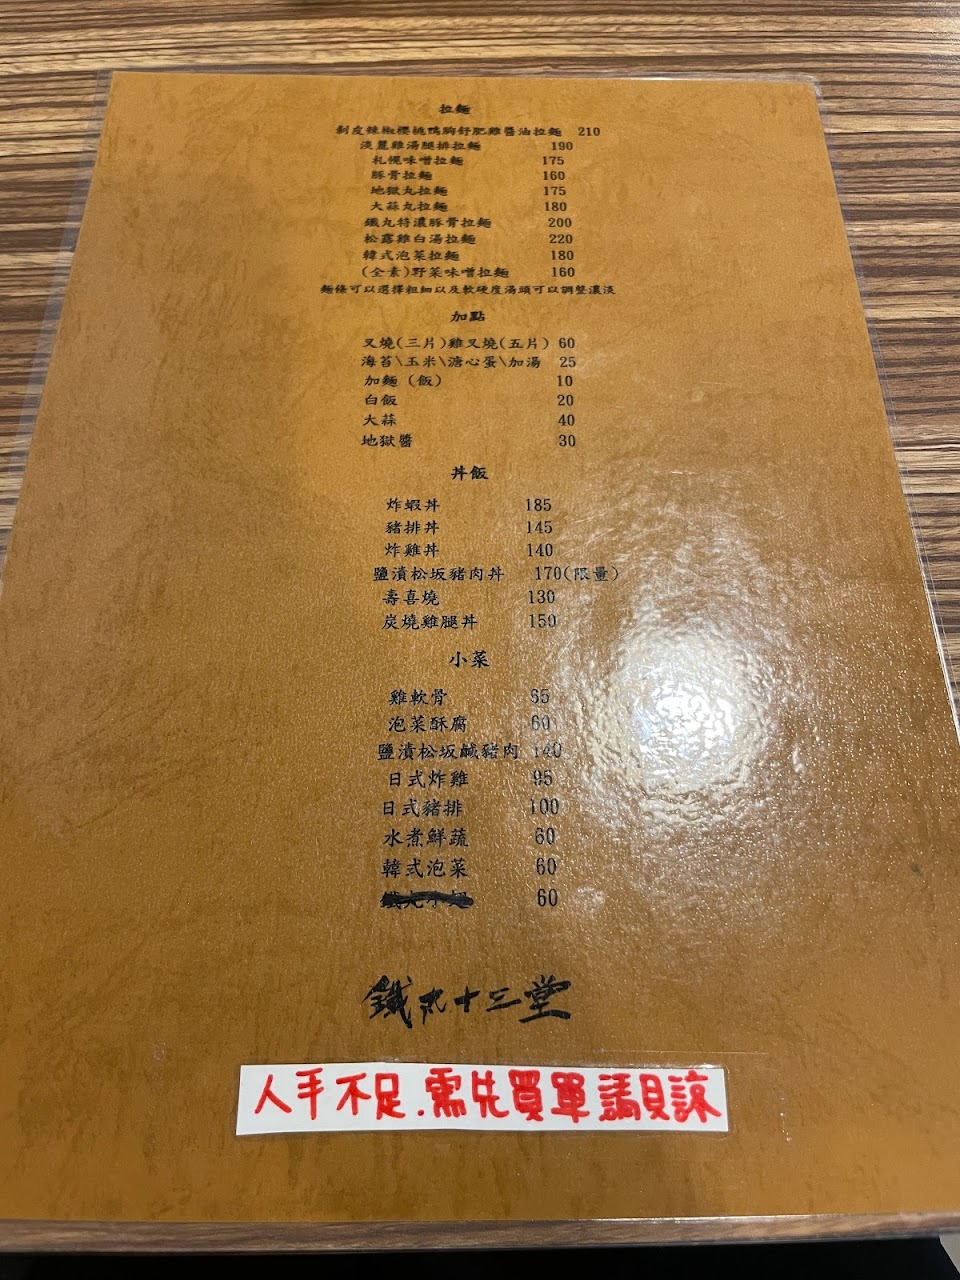 拉麵
剝皮辣椒櫻桃鴨胸舒肥雞醬油拉麵 210
淡麗雞湯腿排拉麵 190
札幌味噌拉麵 175
豚骨拉麵 160
地獄丸拉麵 175
大蒜丸拉麵 180
鐵丸特濃豚骨拉麵 200
松露雞白湯拉麵 220
韓式泡菜拉麵 180
(全素)野菜味噌拉麵 160
麵條可以選擇粗細以及軟硬度湯頭可以調整濃淡
加點
叉燒(三片)雞叉燒(五片) 60
海苔\玉米\溏心蛋\加湯 25
加麵 (飯) 10
白飯 20
大蒜 40
地獄醬 30
丼飯
炸蝦丼 185
豬排丼 145
炸雞丼 140
鹽漬松坂豬肉丼 170(限量)
壽喜燒 130
炭燒雞腿丼 150
小菜
雞軟骨 65
泡菜酥腐 60
鹽漬松坂鹹豬肉 140
日式炸雞 95
日式豬排 100
水煮鮮蔬 60
韓式泡菜 60
60
鐵丸十三堂
人手不足.需先買單請見諒